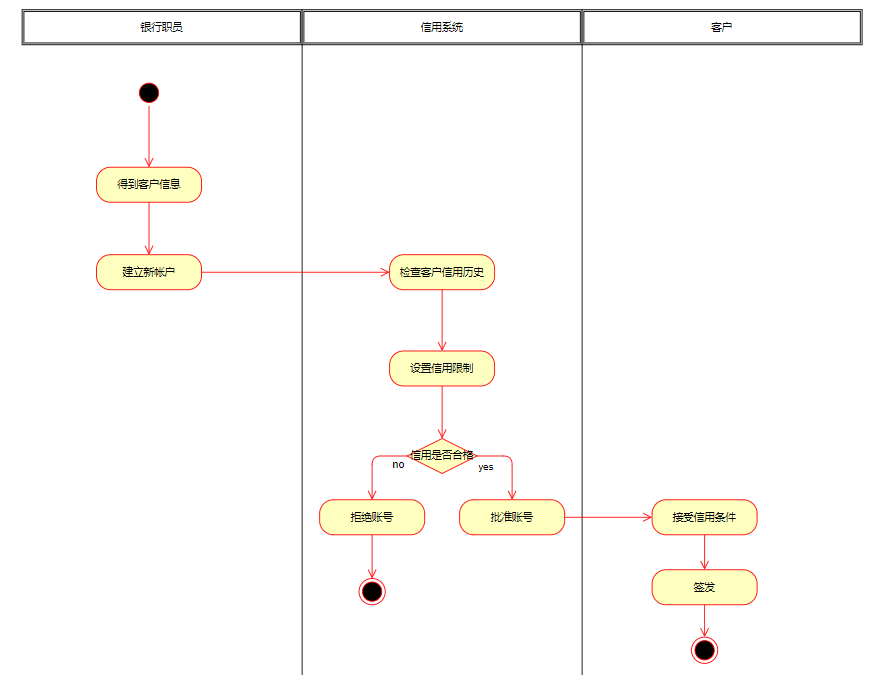 银行职员
信用系统
客户
得到客户信息
建立新帐户
检查客户信用历史
设置信用限制
信用是否合格
no
yes
拒绝账号
批准账号
接受信用条件
签发